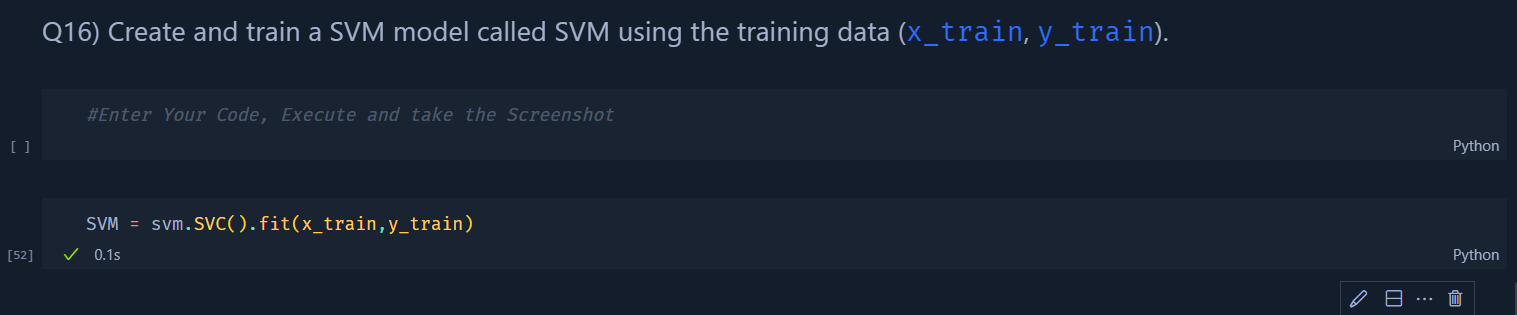 Q16) Create and train a SVM model called SVM using the training data (x_train, y_train).
#Enter Your Code, Execute and take the Screenshot
[ ]
Python
SVM = svm.SVC().fit(x_train,y_train)
[52]
0.1s
Python